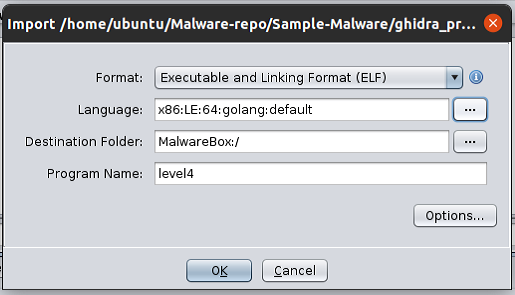 Import /home/ubuntu/Malware-repo/Sample-Malware/ghidra_pr...
Format: Executable and Linking Format (ELF)
Language: x86:LE:64:golang:default ...
Destination Folder: MalwareBox:/ ...
Program Name: level4
Options...
OK Cancel